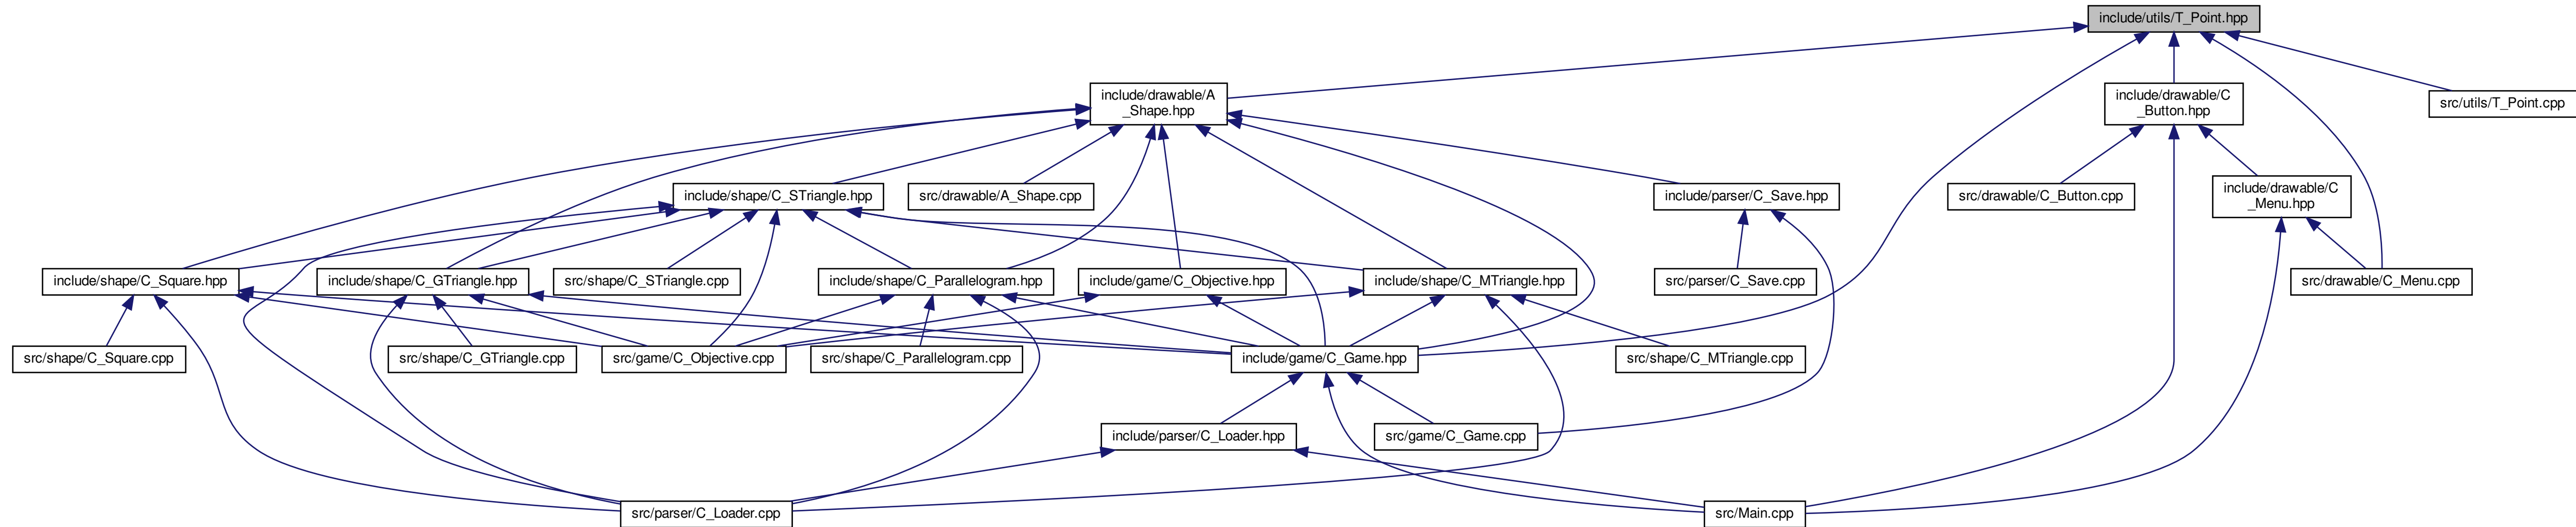 include/utils/T_Point.hpp
include/drawable/A
_Shape.hpp
include/drawable/C
_Button.hpp
src/utils/T_Point.cpp
include/shape/C_STriangle.hpp
src/drawable/A_Shape.cpp
include/parser/C_Save.hpp
src/drawable/C_Button.cpp
include/drawable/C
_Menu.hpp
include/shape/C_Square.hpp
include/shape/C_GTriangle.hpp
src/shape/C_STriangle.cpp
include/shape/C_Parallelogram.hpp
include/game/C_Objective.hpp
include/shape/C_MTriangle.hpp
src/parser/C_Save.cpp
src/drawable/C_Menu.cpp
src/shape/C_Square.cpp
src/shape/C_GTriangle.cpp
src/game/C_Objective.cpp
src/shape/C_Parallelogram.cpp
include/game/C_Game.hpp
src/shape/C_MTriangle.cpp
include/parser/C_Loader.hpp
src/game/C_Game.cpp
src/parser/C_Loader.cpp
src/Main.cpp